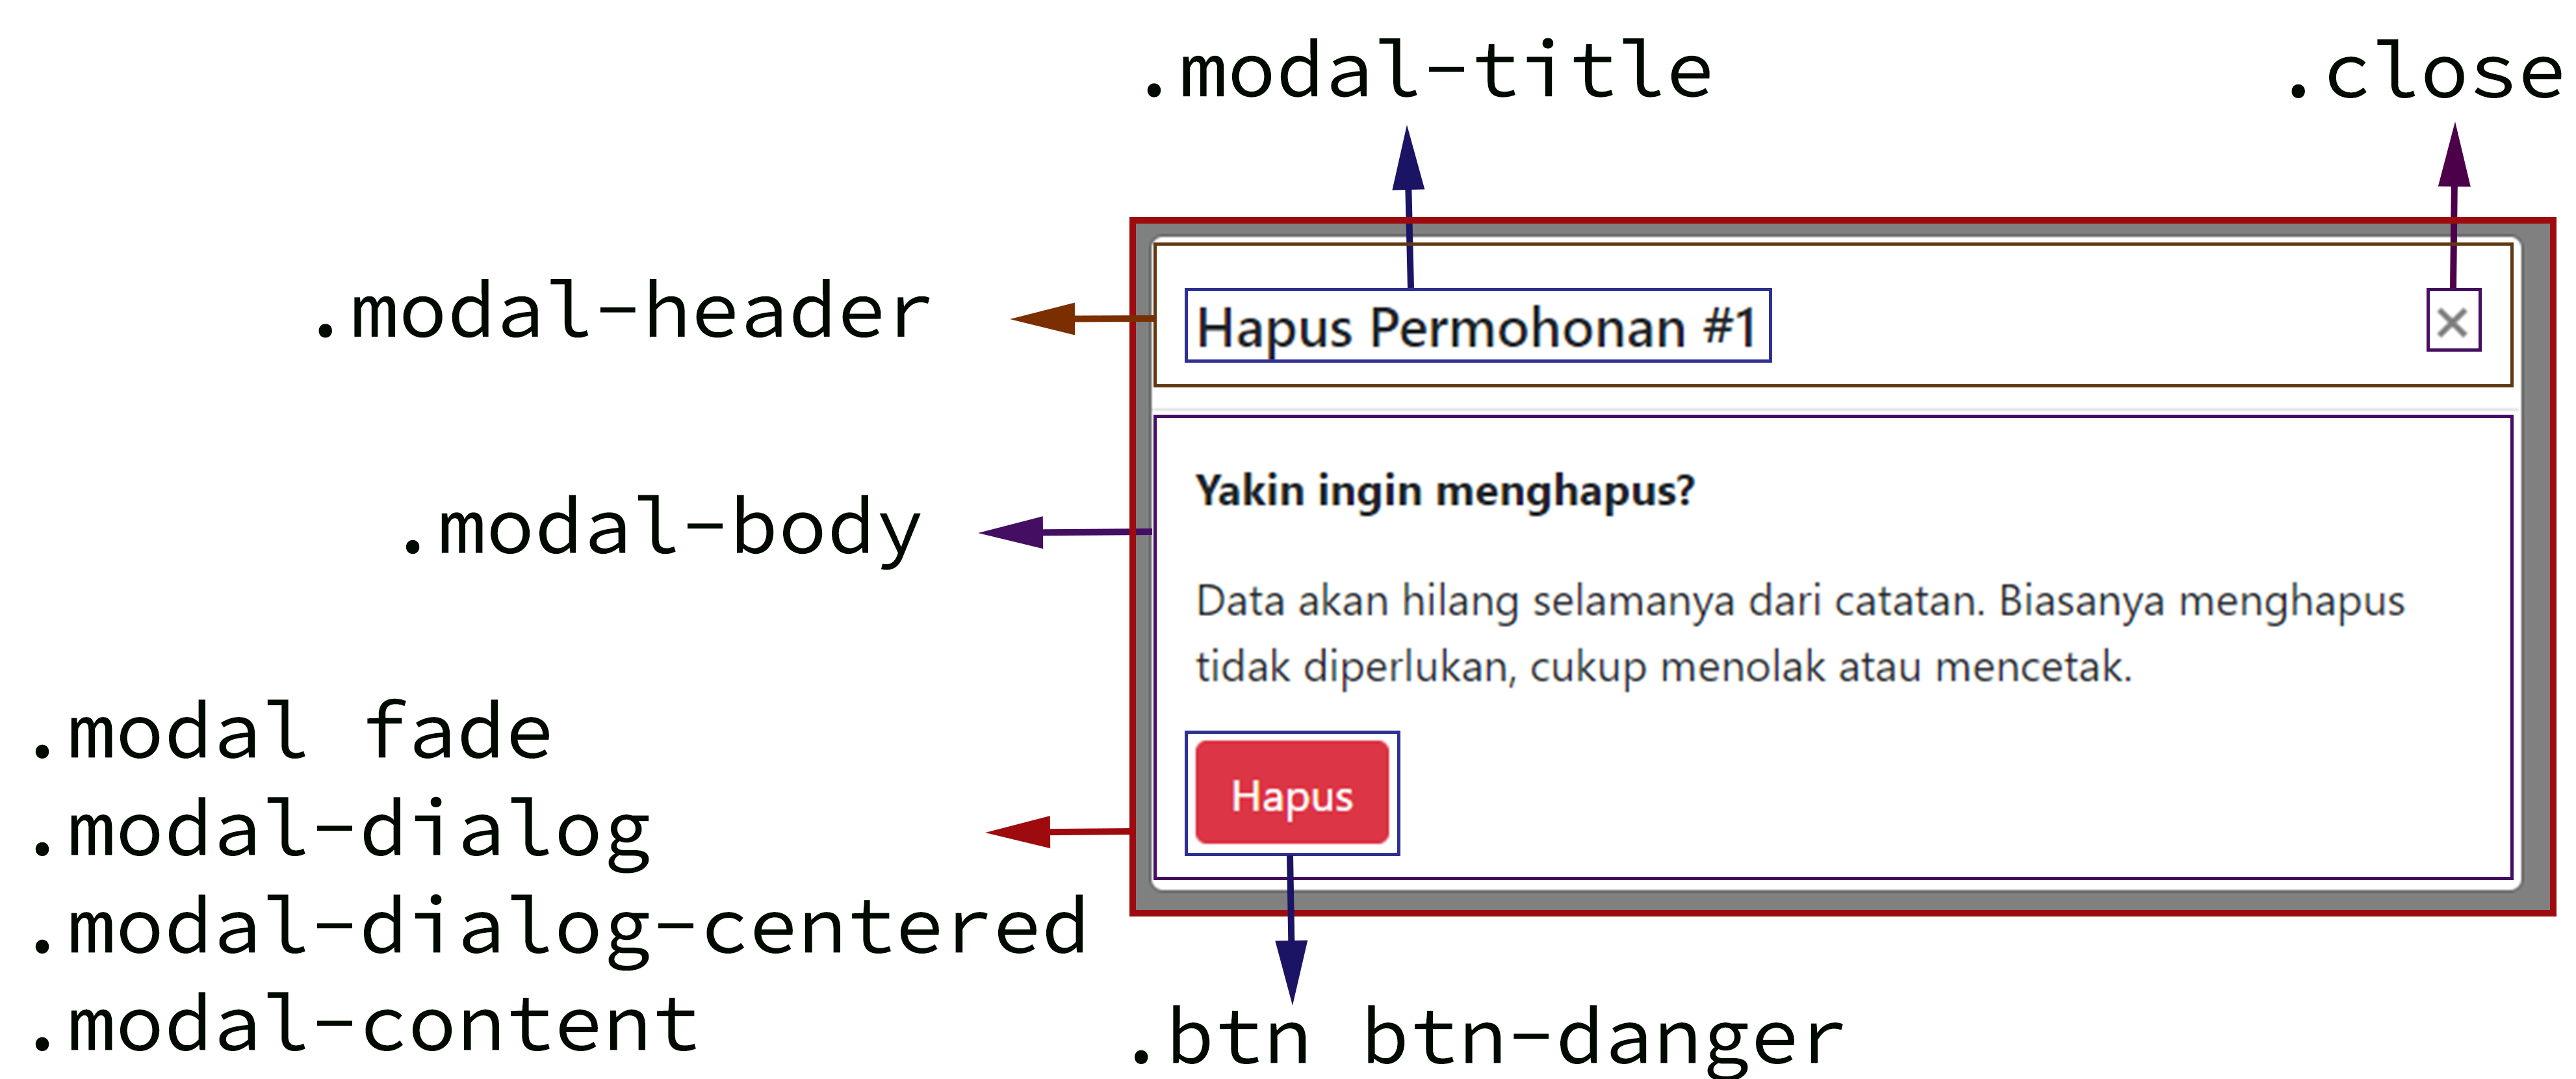 .modal-title
.close
.modal-header
Hapus Permohonan #1
×
.modal-body
Yakin ingin menghapus?
Data akan hilang selamanya dari catatan. Biasanya menghapus
tidak diperlukan, cukup menolak atau mencetak.
.modal fade
.modal-dialog
.modal-dialog-centered
.modal-content
Hapus
.btn btn-danger